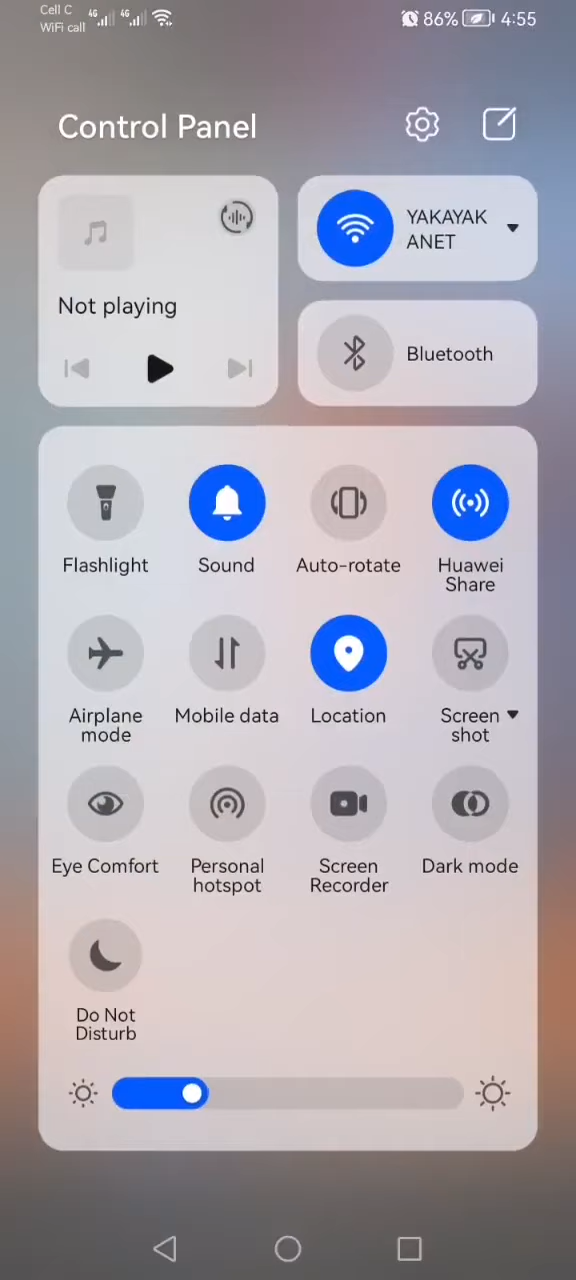 Cell C
WiFi call
4G
4G
86%
4:55
Control Panel
Not playing
YAKAYAK
ANET
Bluetooth
Flashlight
Sound
Auto-rotate
Huawei
Share
Airplane
mode
Mobile data
Location
Screen
shot
Eye Comfort
Personal
hotspot
Screen
Recorder
Dark mode
Do Not
Disturb